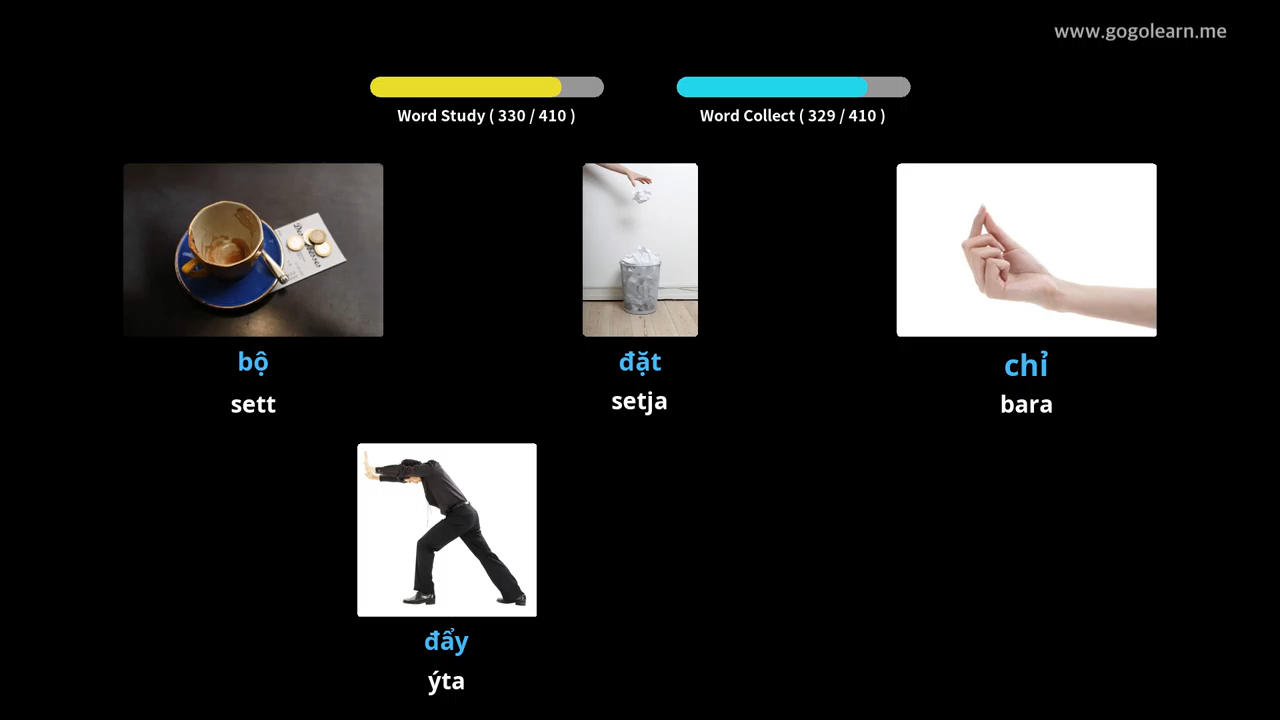 www.gogolearn.me
Word Study ( 330 / 410 )
Word Collect ( 329 / 410 )
bộ
sett
đặt
setja
chỉ
bara
đẩy
ýta